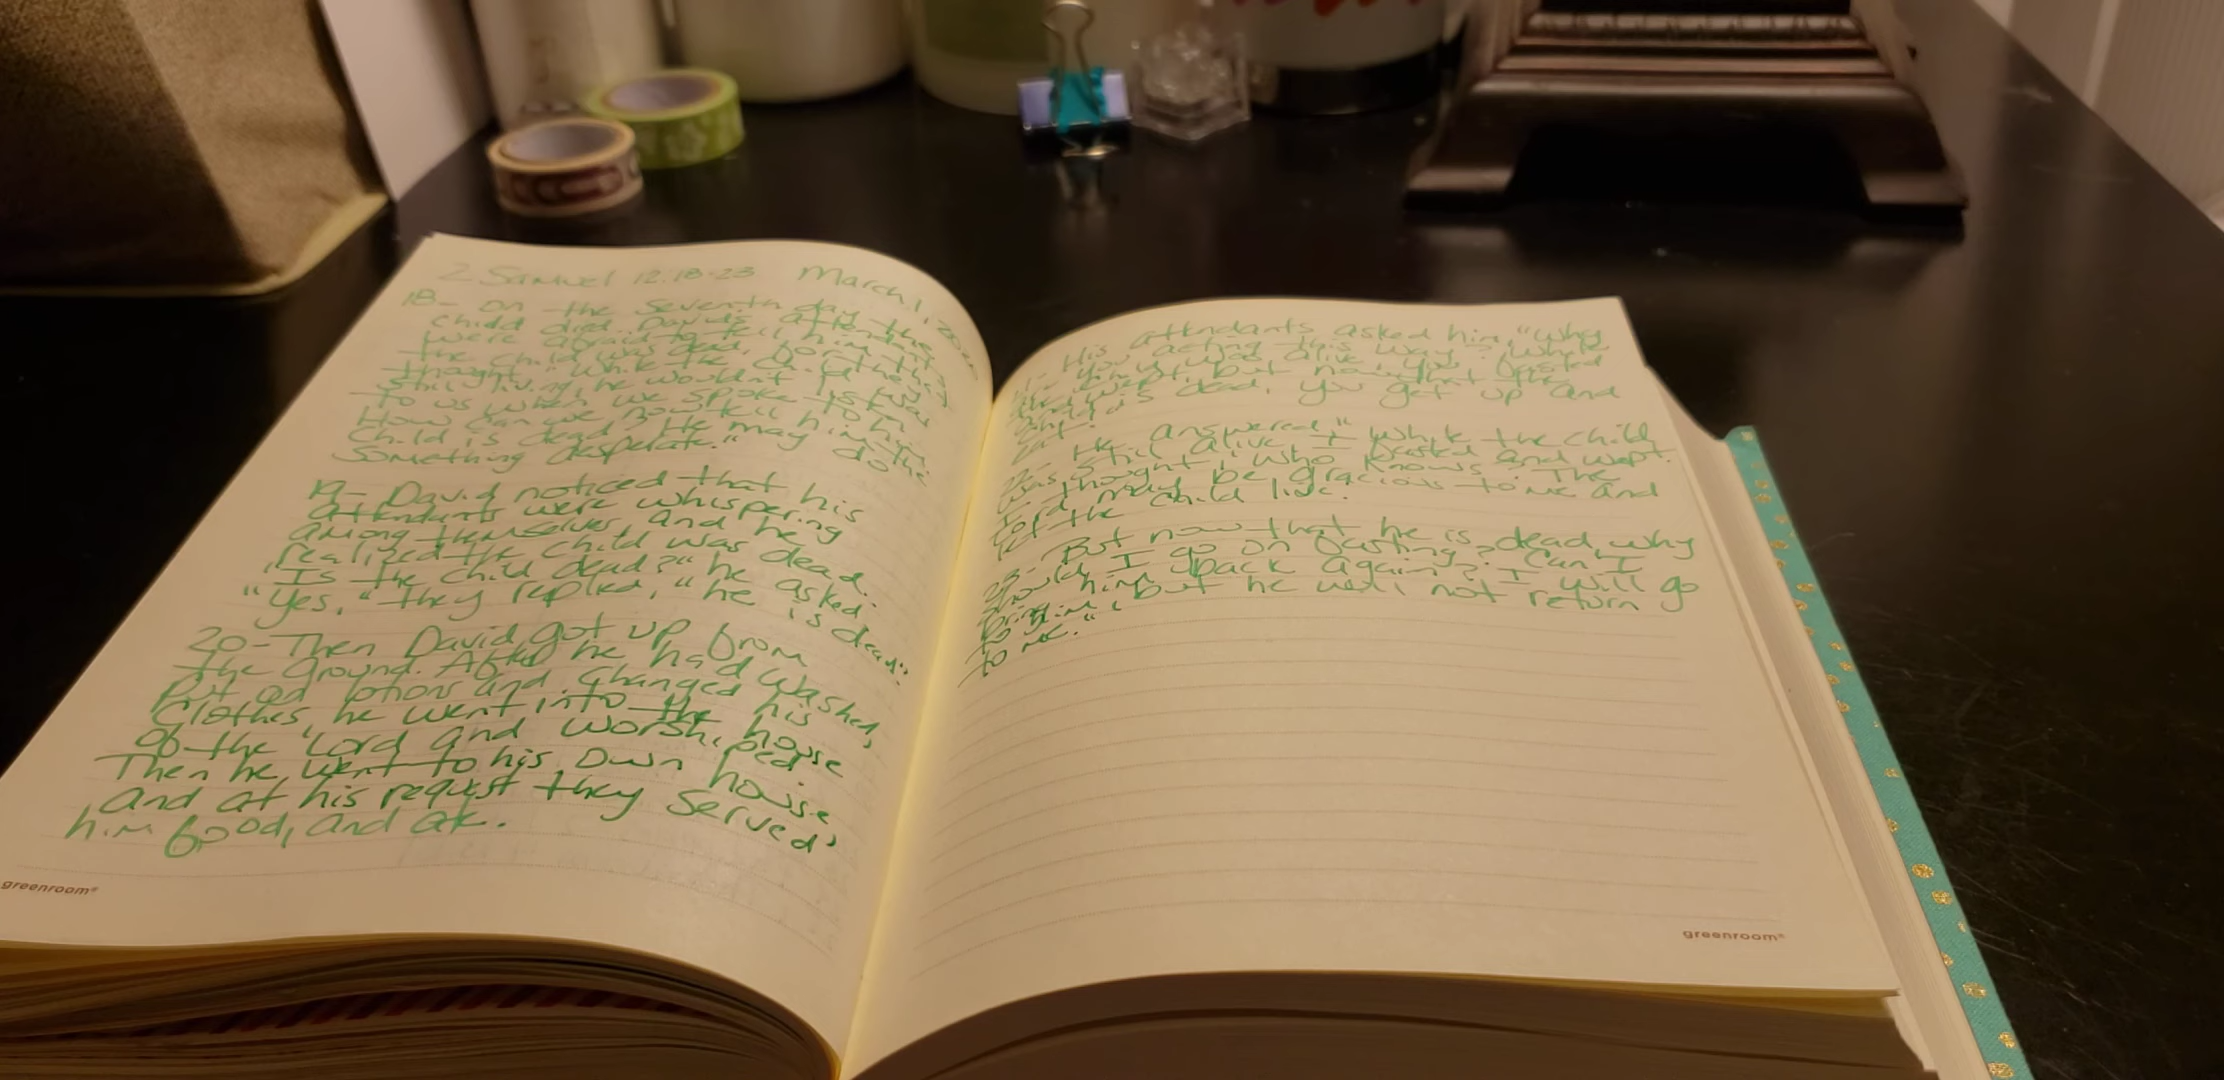 2 Samuel 12:18-23 March 1,
18- On the Seventh day the
child died. David's attendants
were afraid to tell him that
the child was dead, for they
thought, "While the child was
still living, he wouldn't listen
to us when we spoke to him.
How can we now tell him the
Child is dead? He may do
Something desperate."
19- David noticed that his
attendants were whispering
among themselves, and he
realized the child was dead.
"Is the child dead?" he asked.
"Yes," they replied, "he is dead."
20- Then David got up from
the ground. After he had washed,
Put on lotions and changed his
Clothes, he went into the house
of the Lord and worshiped.
Then he went to his own house
and at his request they served
him food, and ate.
greenroom®
His attendants asked him, "Why
you acting this way? While
the was alive, you fasted
and wept, but now that the
child is dead, you get up and
eat!
He answered, "While the child
was still alive, I fasted and wept.
I thought, 'Who knows? The
Lord may be gracious to me and
let the child live.'
23- But now that he is dead, why
should I go on fasting? Can I
bring him back again? I will go
to him, but he will not return
to me."
greenroom®